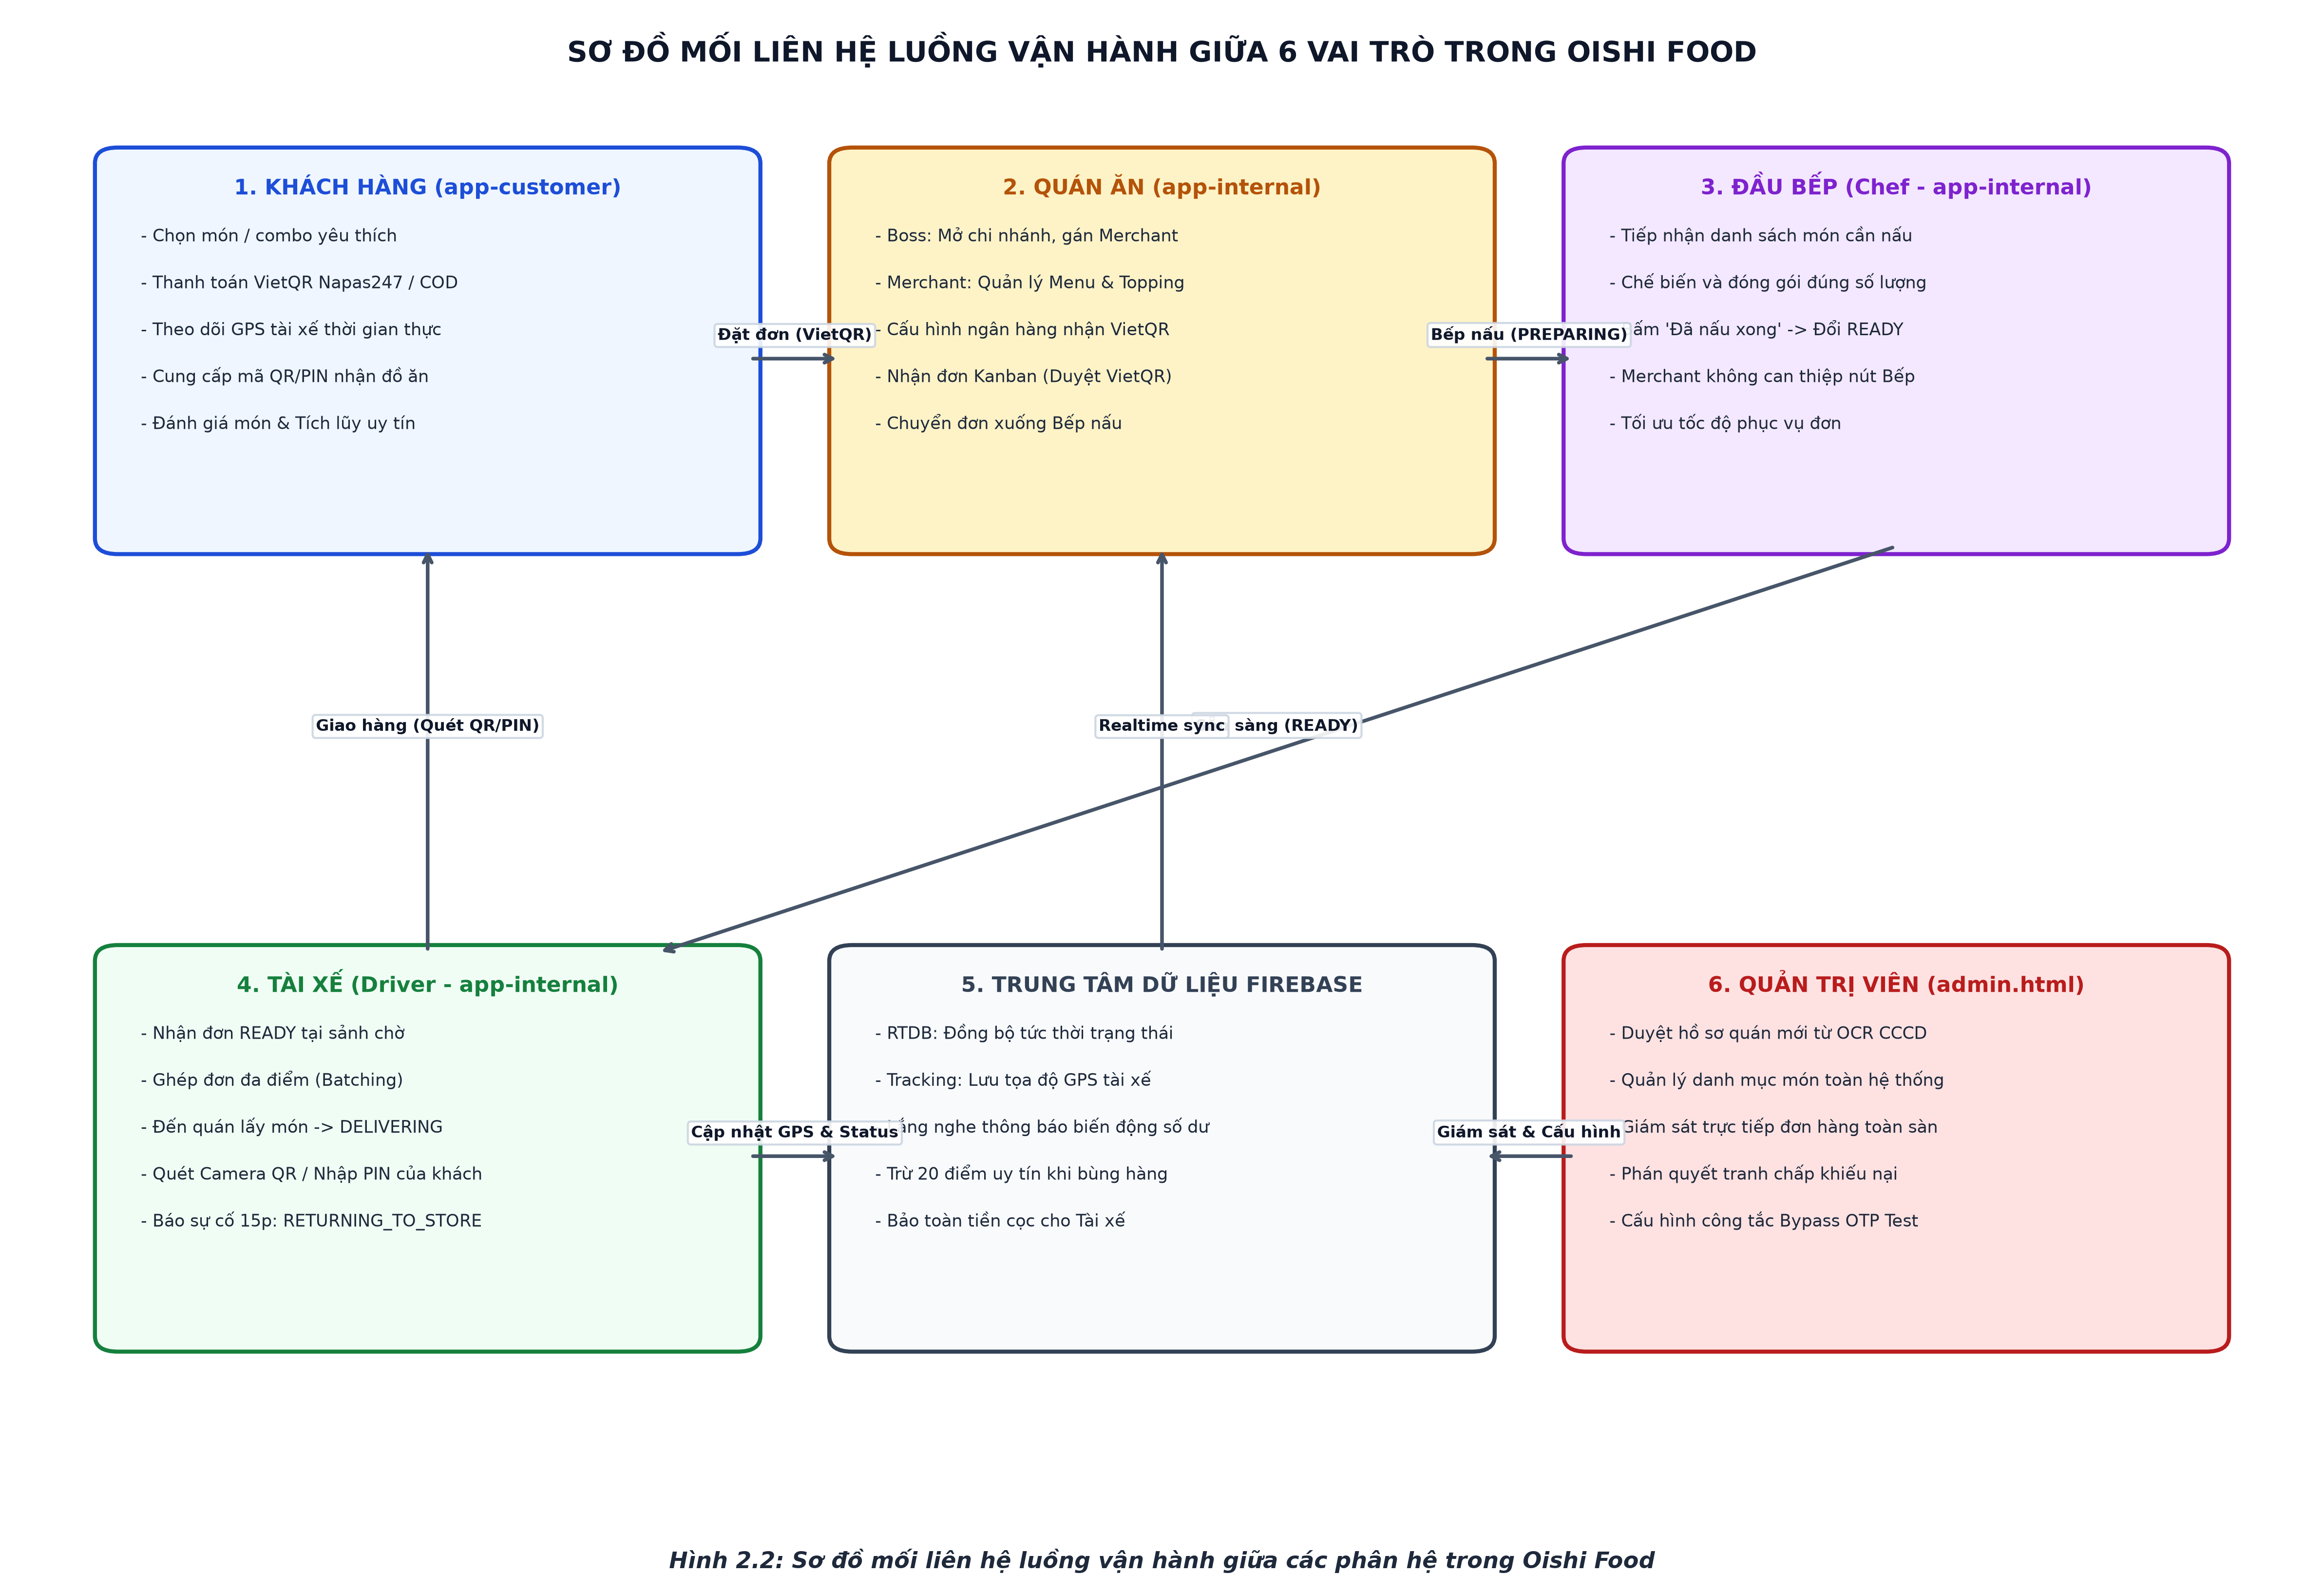 SƠ ĐỒ MỐI LIÊN HỆ LUỒNG VẬN HÀNH GIỮA 6 VAI TRÒ TRONG OISHI FOOD
1. KHÁCH HÀNG (app-customer)
- Chọn món / combo yêu thích
- Thanh toán VietQR Napas247 / COD
- Theo dõi GPS tài xế thời gian thực
- Cung cấp mã QR/PIN nhận đồ ăn
- Đánh giá món & Tích lũy uy tín
Đặt đơn (VietQR)
2. QUÁN ĂN (app-internal)
- Boss: Mở chi nhánh, gán Merchant
- Merchant: Quản lý Menu & Topping
- Cấu hình ngân hàng nhận VietQR
- Nhận đơn Kanban (Duyệt VietQR)
- Chuyển đơn xuống Bếp nấu
Bếp nấu (PREPARING)
3. ĐẦU BẾP (Chef - app-internal)
- Tiếp nhận danh sách món cần nấu
- Chế biến và đóng gói đúng số lượng
'Đã nấu xong' -> Đổi READY
- Merchant không can thiệp nút Bếp
- Tối ưu tốc độ phục vụ đơn
Giao hàng (Quét QR/PIN)
Realtime sync
sàng (READY)
4. TÀI XẾ (Driver - app-internal)
- Nhận đơn READY tại sảnh chờ
- Ghép đơn đa điểm (Batching)
- Đến quán lấy món -> DELIVERING
- Quét Camera QR / Nhập PIN của khách
- Báo sự cố 15p: RETURNING_TO_STORE
Cập nhật GPS & Status
5. TRUNG TÂM DỮ LIỆU FIREBASE
- RTDB: Đồng bộ tức thời trạng thái
- Tracking: Lưu tọa độ GPS tài xế
nghe thông báo biến động số dư
- Trừ 20 điểm uy tín khi bùng hàng
- Bảo toàn tiền cọc cho Tài xế
Giám sát & Cấu hình
6. QUẢN TRỊ VIÊN (admin.html)
- Duyệt hồ sơ quán mới từ OCR CCCD
- Quản lý danh mục món toàn hệ thống
Giám sát trực tiếp đơn hàng toàn sàn
- Phán quyết tranh chấp khiếu nại
- Cấu hình công tắc Bypass OTP Test
Hình 2.2: Sơ đồ mối liên hệ luồng vận hành giữa các phân hệ trong Oishi Food